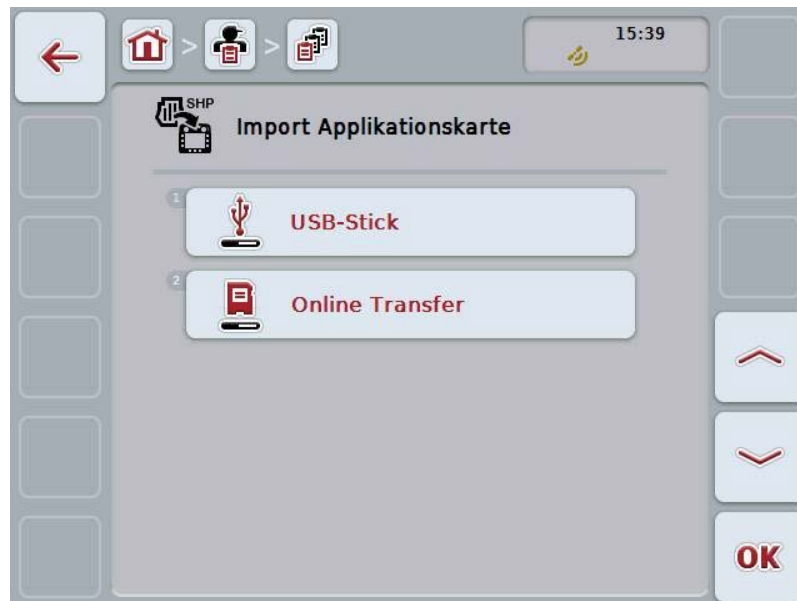 15:39
SHP
Import Applikationskarte
1
USB-Stick
2
Online Transfer
OK